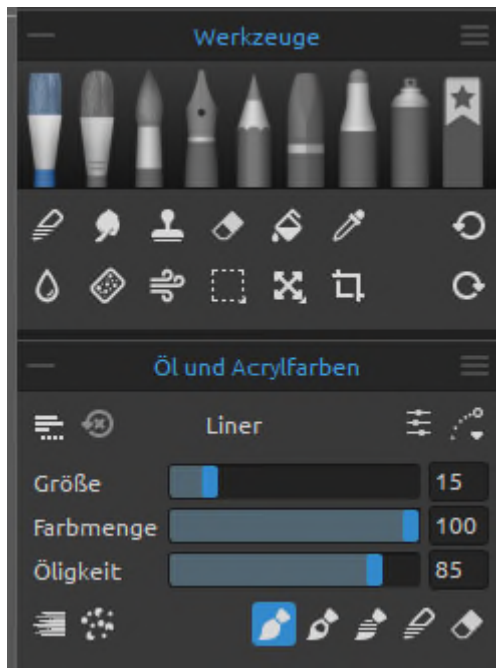 Werkzeuge
Öl und Acrylfarben
Liner
Größe 15
Farbmenge 100
Öligkeit 85